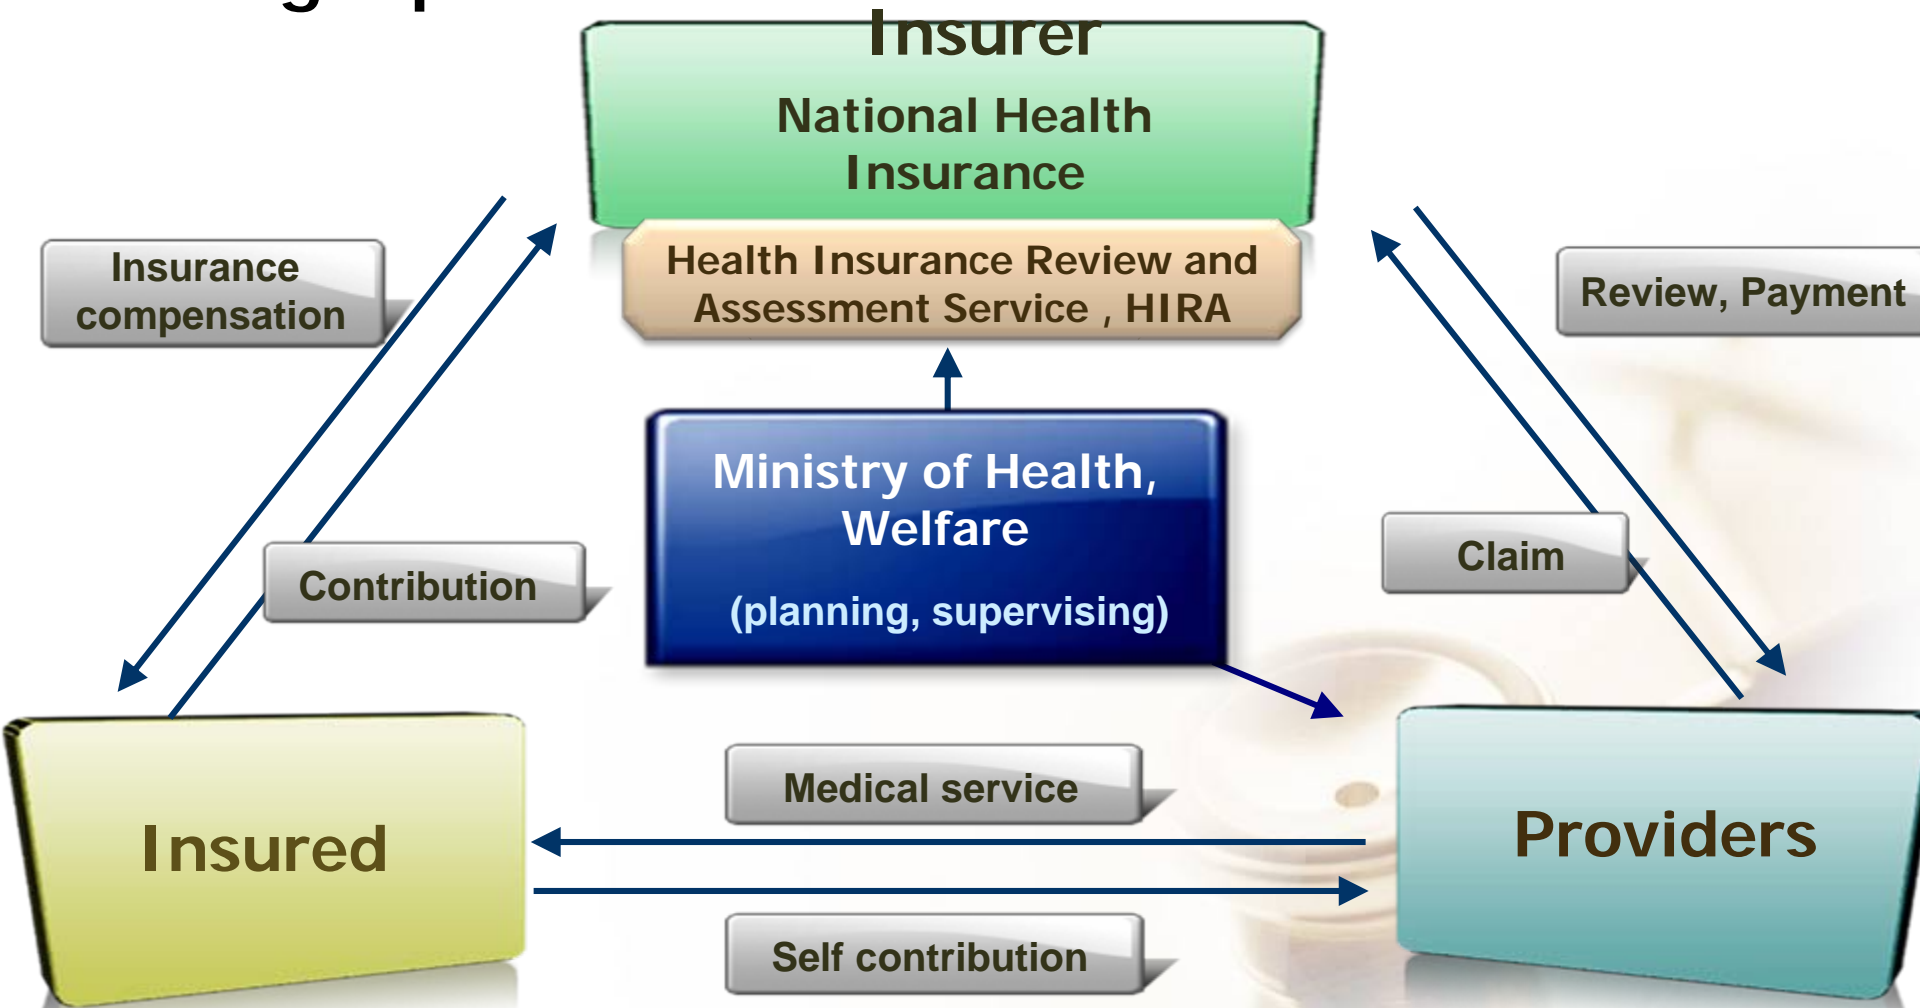 Insurer
National Health
Insurance
Health Insurance Review and
Assessment Service , HIRA
Insurance
compensation
Review, Payment
Ministry of Health,
Welfare
(planning, supervising)
Contribution
Claim
Medical service
Insured
Providers
Self contribution